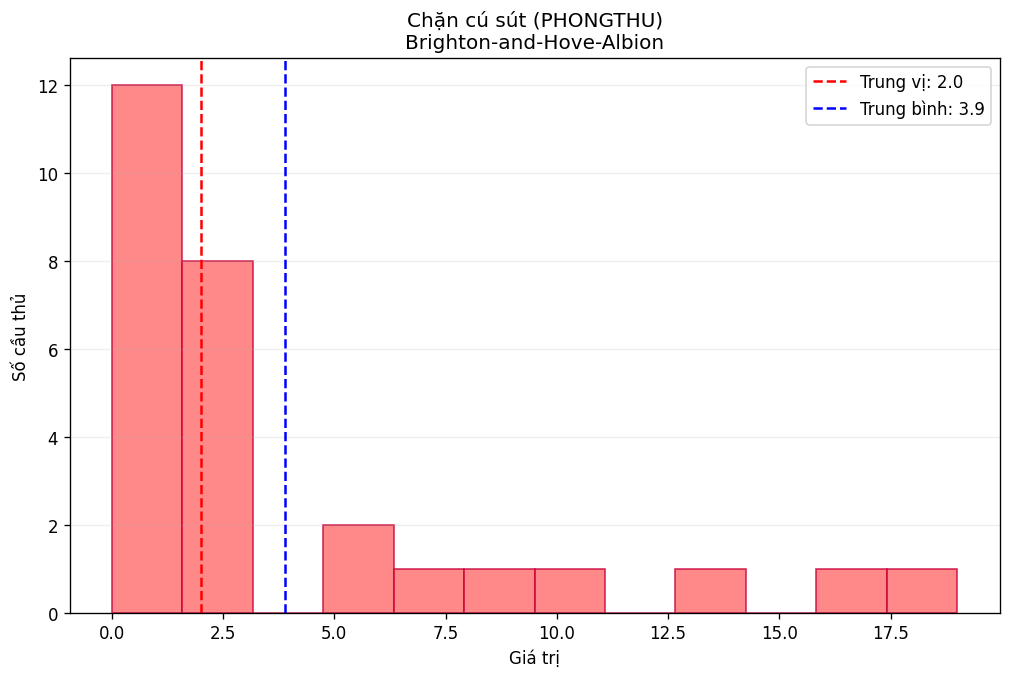 Chặn cú sút (PHONGTHU)
Brighton-and-Hove-Albion
Trung vị: 2.0
Trung bình: 3.9
12
10
8
6
4
2
0
Số cầu thủ
0.0 2.5 5.0 7.5 10.0 12.5 15.0 17.5
Giá trị